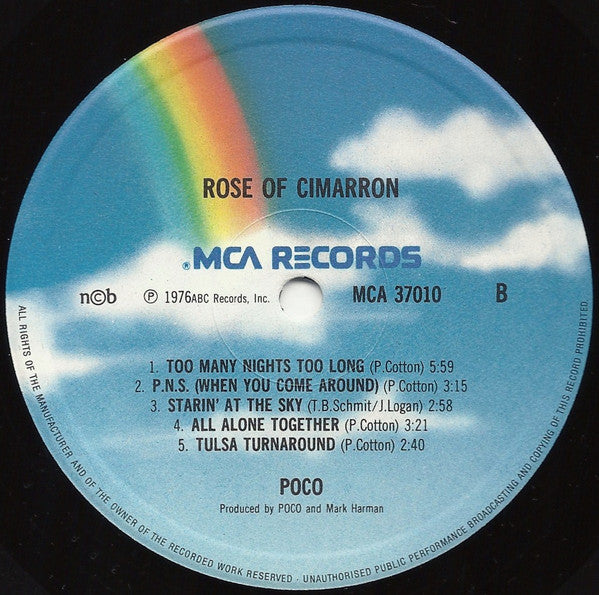 ROSE OF CIMARRON
®MCA RECORDS
n©b ℗ 1976ABC Records, Inc. MCA 37010 B
1. TOO MANY NIGHTS TOO LONG (P.Cotton) 5:59
2. P.N.S. (WHEN YOU COME AROUND) (P.Cotton) 3:15
3. STARIN' AT THE SKY (T.B.Schmit/J.Logan) 2:58
4. ALL ALONE TOGETHER (P.Cotton) 3:21
5. TULSA TURNAROUND (P.Cotton) 2:40
POCO
Produced by POCO and Mark Harman
ALL RIGHTS OF THE MANUFACTURER AND OF THE OWNER OF THE RECORDED WORK RESERVED - UNAUTHORISED PUBLIC PERFORMANCE BROADCASTING AND COPYING OF THIS RECORD PROHIBITED.